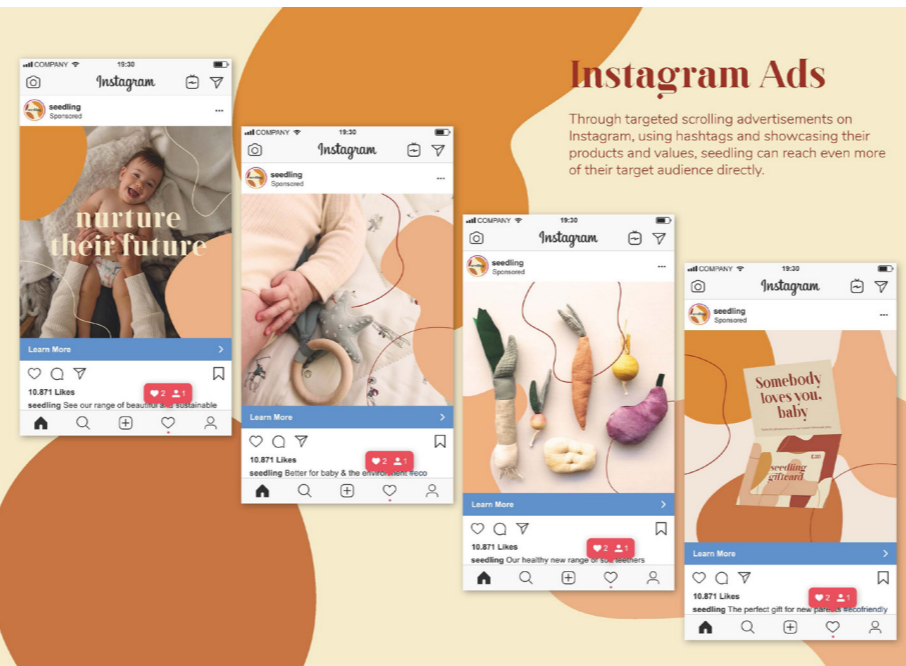 Instagram Ads
Through targeted scrolling advertisements on
Instagram, using hashtags and showcasing their
products and values, seedling can reach even more
of their target audience directly.
COMPANY 19:30
Instagram
seedling
Sponsored
nurture
their future
Learn More
10.871 Likes
2 1
seedling See our range of beautiful sustainable
COMPANY 19:30
Instagram
seedling
Sponsored
Learn More
10.871 Likes
2 1
seedling Better for baby & the environment #eco
COMPANY 19:30
Instagram
seedling
Sponsored
Learn More
10.871 Likes
2 1
seedling Our healthy new range of teethers
COMPANY 19:30
Instagram
seedling
Sponsored
Somebody
loves you,
baby
seedling
giftcard
Learn More
10.871 Likes
2 1
seedling The perfect gift for new parents #ecofriendly